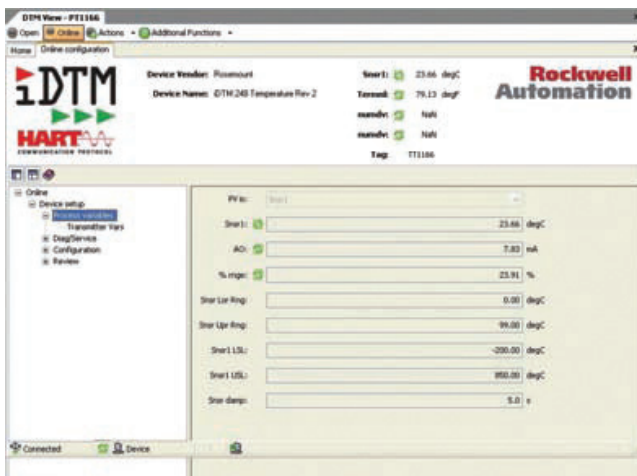 DTM View - PT1166
Open Online Actions Additional Functions
Home Online configuration
iDTM
HART
COMMUNICATION PROTOCOL
Device Vendor: Rosemount
Device Name: iDTM:248 Temperature Rev 2
Snsr1: 23.66 degC
Termnl: 79.13 degF
numdv: NaN
numdv: NaN
Tag: TT1166
Rockwell
Automation
Online
Device setup
Process variables
Transmitter Vars
Diag/Service
Configuration
Review
PV is: Snsr1
Snsr1: 23.66 degC
AO: 7.83 mA
% rnge: 23.91 %
Snsr Lwr Rng: 0.00 degC
Snsr Upr Rng: 99.00 degC
Snsr1 LSL: -200.00 degC
Snsr1 USL: 850.00 degC
Snsr damp: 5.0 s
Connected Device